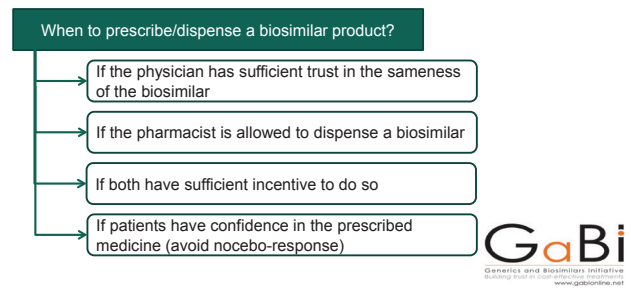 When to prescribe/dispense a biosimilar product?
If the physician has sufficient trust in the sameness
of the biosimilar
If the pharmacist is allowed to dispense a biosimilar
If both have sufficient incentive to do so
If patients have confidence in the prescribed
medicine (avoid nocebo-response)
GaBi
Generics and Biosimilars Initiative
Building trust in cost-effective treatments
www.gabionline.net